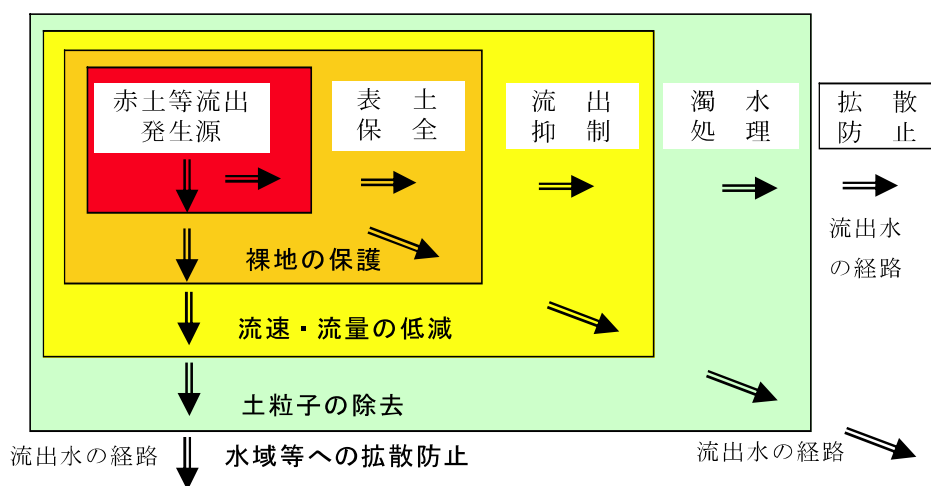 赤土等流出
発生源
表 土
保 全
流 出
抑 制
濁 水
処 理
拡 散
防 止
流出水
の経路
裸地の保護
流速・流量の低減
土粒子の除去
流出水の経路
水域等への拡散防止
流出水の経路